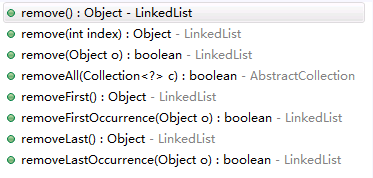 remove() : Object - LinkedList
remove(int index) : Object - LinkedList
remove(Object o) : boolean - LinkedList
removeAll(Collection<?> c) : boolean - AbstractCollection
removeFirst() : Object - LinkedList
removeFirstOccurrence(Object o) : boolean - LinkedList
removeLast() : Object - LinkedList
removeLastOccurrence(Object o) : boolean - LinkedList